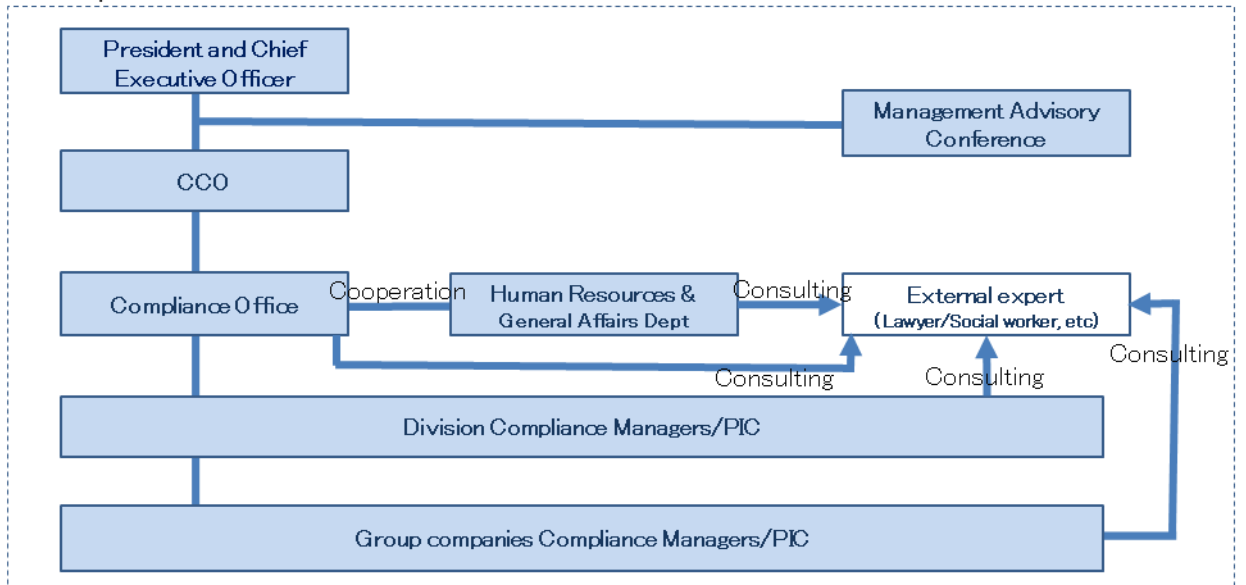 President and Chief
Executive Officer
Management Advisory
Conference
CCO
Compliance Office
Cooperation
Human Resources &
General Affairs Dept
Consulting
External expert
(Lawyer/Social worker, etc)
Consulting
Consulting
Consulting
Division Compliance Managers/PIC
Group companies Compliance Managers/PIC